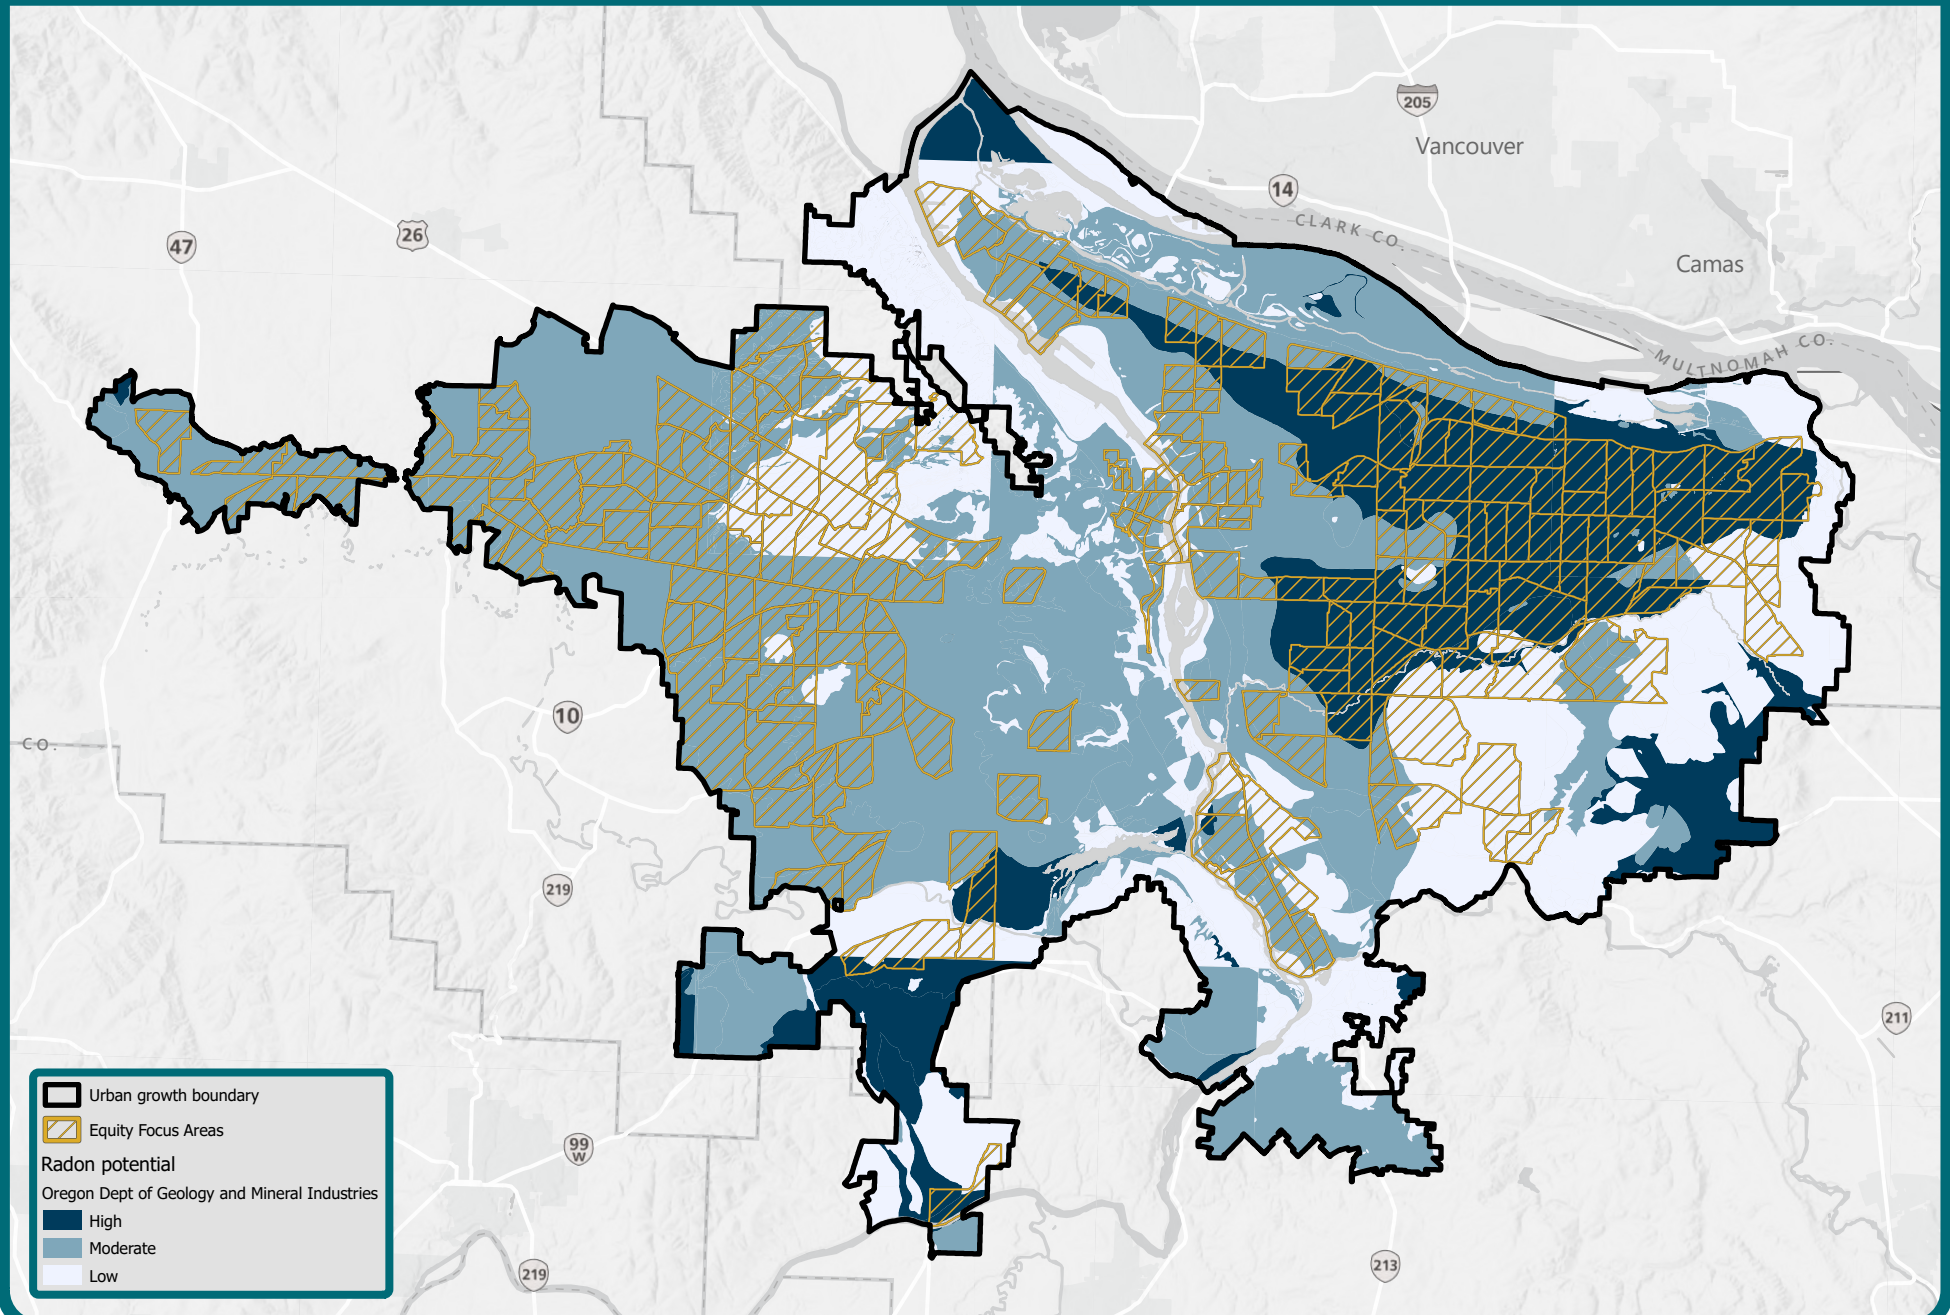 205
Vancouver
14
CLARK CO.
47
26
Camas
MULTNOMAH CO.
10
CO.
219
211
99
W
219
213
Urban growth boundary
Equity Focus Areas
Radon potential
Oregon Dept of Geology and Mineral Industries
High
Moderate
Low